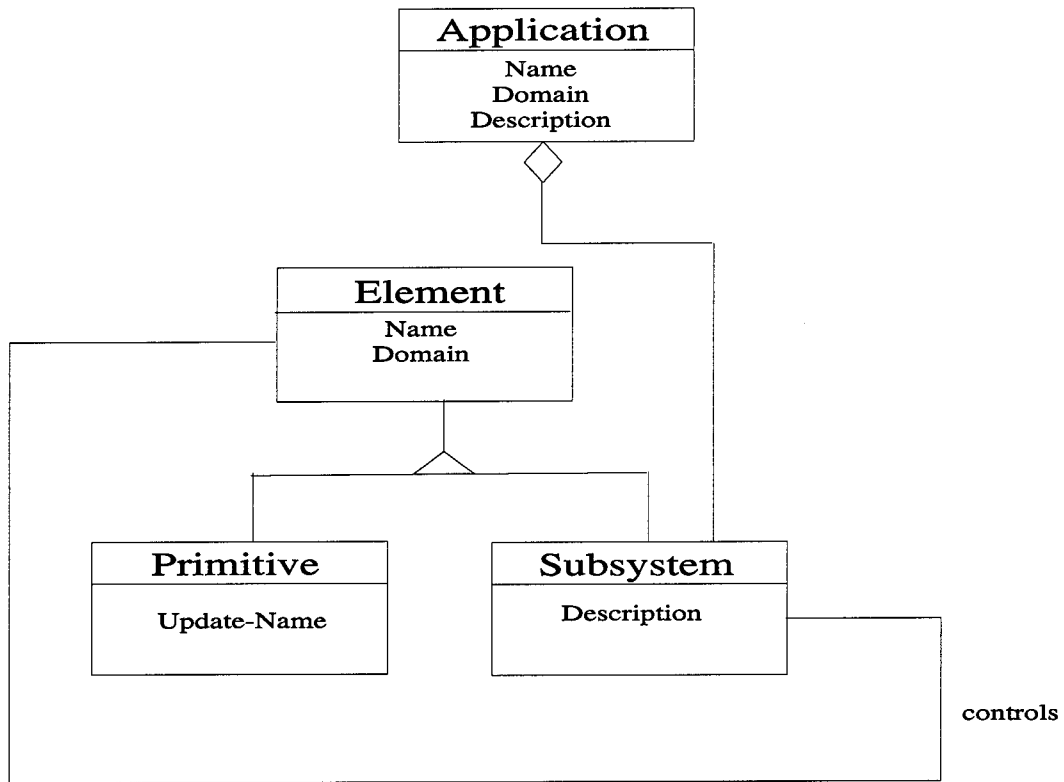 Application
Name
Domain
Description
Element
Name
Domain
Primitive
Update-Name
Subsystem
Description
controls